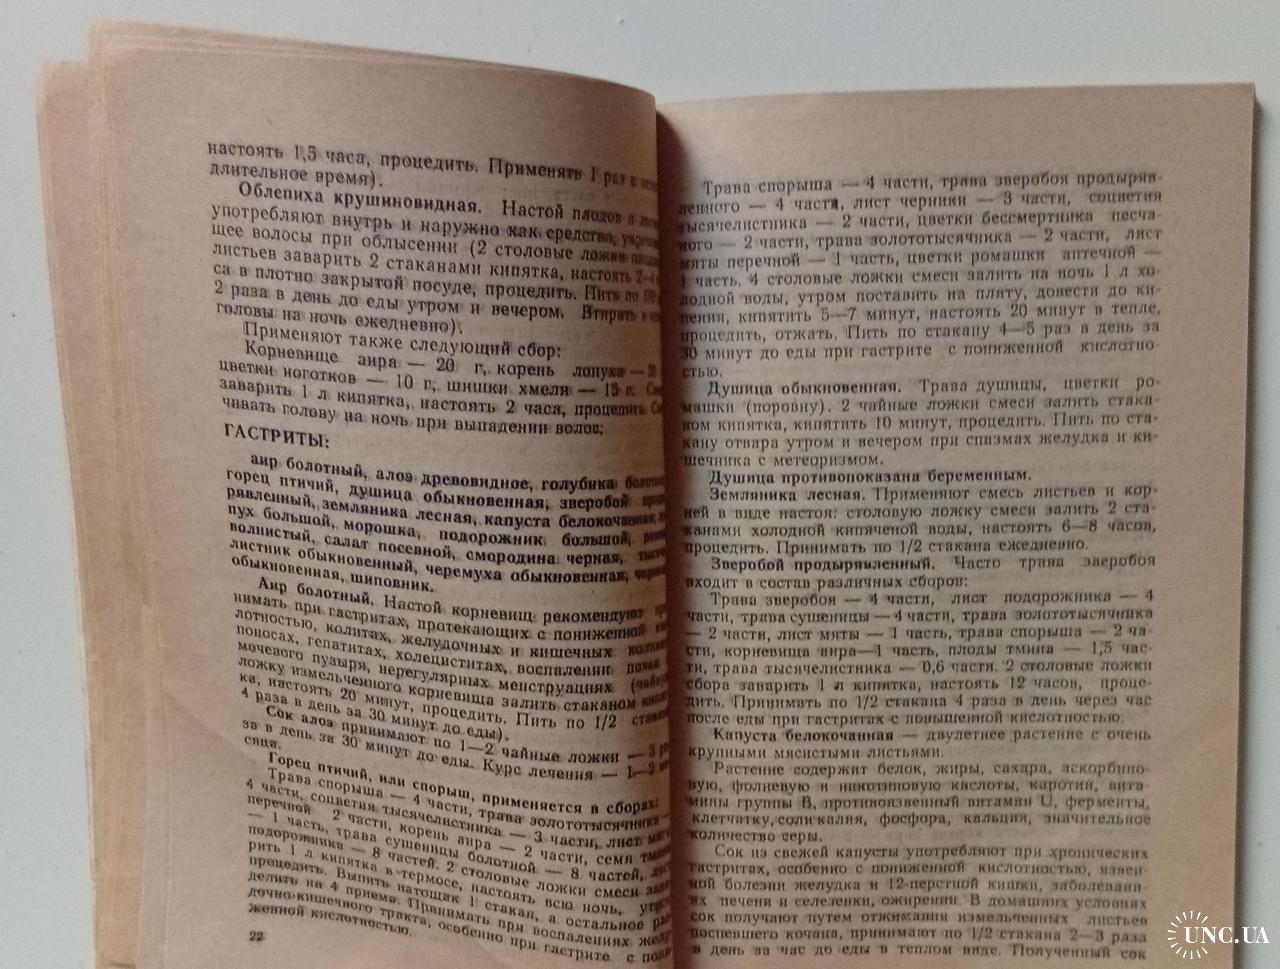 настоять 1,5 часа, процедить. Применять 1 раз в
длительное время).
Облепиха крушиновидная. Настой плодов и
употребляют внутрь и наружно как средство,
щее волосы при облысении (2 столовые ложки
листьев заварить 2 стаканами кипятка, настоять 2—4
са в плотно закрытой посуде, процедить. Пить по
2 раза в день до еды утром и вечером. Втирать в
головы на ночь ежедневно).
Применяют также следующий сбор:
Корневище аира — 20 г, корень лопуха —
цветки ноготков — 10 г, шишки хмеля — 15 г.
заварить 1 л кипятка, настоять 2 часа, процедить.
чивать голову на ночь при выпадении волос.
ГАСТРИТЫ:
аир болотный, алоэ древовидное, голубика
горец птичий, душица обыкновенная, зверобой
рявленный, земляника лесная, капуста белокочанная,
пух большой, морошка, подорожник большой,
волнистый, салат посевной, смородина черная,
листник обыкновенный, черемуха обыкновенная,
обыкновенная, шиповник.
Аир болотный. Настой корневищ рекомендуют
нимать при гастритах, протекающих с пониженной
лотностью, колитах, желудочных и кишечных
поносах, гепатитах, холециститах, воспалении почек
мочевого пузыря, нерегулярных менструациях
ложку измельченного корневища залить стаканом
ка, настоять 20 минут, процедить. Пить по 1/2
4 раза в день за 30 минут до еды).
Сок алоэ принимают по 1—2 чайные ложки — 3
за в день за 30 минут до еды. Курс лечения — 1—2
сяца.
Горец птичий, или спорыш, применяется в сборах:
Трава спорыша — 4 части, трава золототысячника —
4 части, соцветия тысячелистника — 3 части, лист мяты
перечной 2 части, корень аира — 2 части, семя
— 1 часть, трава сушеницы болотной — 8 частей,
подорожника — 8 частей. 2 столовые ложки смеси
рить 1 л кипятка в термосе, настоять всю ночь,
процедить. Выпить натощак 1 стакан, а остальное
делить на 4 приема. Принимать при воспалениях
дочно-кишечного тракта, особенно при гастрите с
женной кислотностью.
22
Трава спорыша — 4 части, трава зверобоя продыряв-
ленного — 4 части, лист черники — 3 части, соцветия
тысячелистника — 2 части, цветки бессмертника песча-
ного — 2 части, трава золототысячника — 2 части, лист
мяты перечной — 1 часть, цветки ромашки аптечной —
1 часть. 4 столовые ложки смеси залить на ночь 1 л хо-
лодной воды, утром поставить на плиту, довести до ки-
пения, кипятить 5—7 минут, настоять 20 минут в тепле,
процедить, отжать. Пить по стакану 4—5 раз в день за
30 минут до еды при гастрите с пониженной кислотно-
стью.
Душица обыкновенная. Трава душицы, цветки ро-
машки (поровну). 2 чайные ложки смеси залить стака-
ном кипятка, кипятить 10 минут, процедить. Пить по ста-
кану отвара утром и вечером при спазмах желудка и ки-
шечника с метеоризмом.
Душица противопоказана беременным.
Земляника лесная. Применяют смесь листьев и кор-
ней в виде настоя: столовую ложку смеси залить 2 ста-
канами холодной кипяченой воды, настоять 6—8 часов,
процедить. Принимать по 1/2 стакана ежедневно.
Зверобой продырявленный. Часто трава зверобоя
входит в состав различных сборов:
Трава зверобоя — 4 части, лист подорожника — 4
части, трава сушеницы — 4 части, трава золототысячника
— 2 части, лист мяты — 1 часть, трава спорыша — 2 ча-
сти, корневища аира—1 часть, плоды тмина — 1,5 час-
ти, трава тысячелистника — 0,6 части. 2 столовые ложки
сбора заварить 1 л кипятка, настоять 12 часов, проце-
дить. Принимать по 1/2 стакана 4 раза в день через час
после еды при гастритах с повышенной кислотностью.
Капуста белокочанная — двулетнее растение с очень
крупными мясистыми листьями.
Растение содержит белок, жиры, сахара, аскорбино-
вую, фолиевую и никотиновую кислоты, каротин, вита-
мины группы B, противоязвенный витамин U, ферменты,
клетчатку, соли калия, фосфора, кальция, значительное
количество серы.
Сок из свежей капусты употребляют при хронических
гастритах, особенно с пониженной кислотностью, язвен-
ной болезни желудка и 12-перстной кишки, заболевани-
ях печени и селезенки, ожирении. В домашних условиях
сок получают путем отжимания измельченных листьев
поспевшего кочана, принимают по 1/2 стакана 2—3 раза
в день за час до еды в теплом виде. Полученный сок
UNC.UA